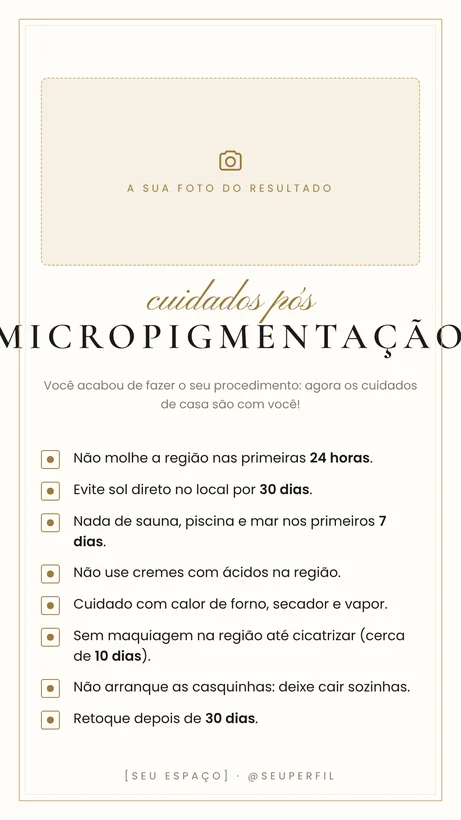 A SUA FOTO DO RESULTADO
cuidados pós
MICROPIGMENTAÇÃO
Você acabou de fazer o seu procedimento: agora os cuidados
de casa são com você!
Não molhe a região nas primeiras 24 horas.
Evite sol direto no local por 30 dias.
Nada de sauna, piscina e mar nos primeiros 7
dias.
Não use cremes com ácidos na região.
Cuidado com calor de forno, secador e vapor.
Sem maquiagem na região até cicatrizar (cerca
de 10 dias).
Não arranque as casquinhas: deixe cair sozinhas.
Retoque depois de 30 dias.
[SEU ESPAÇO] · @SEUPERFIL